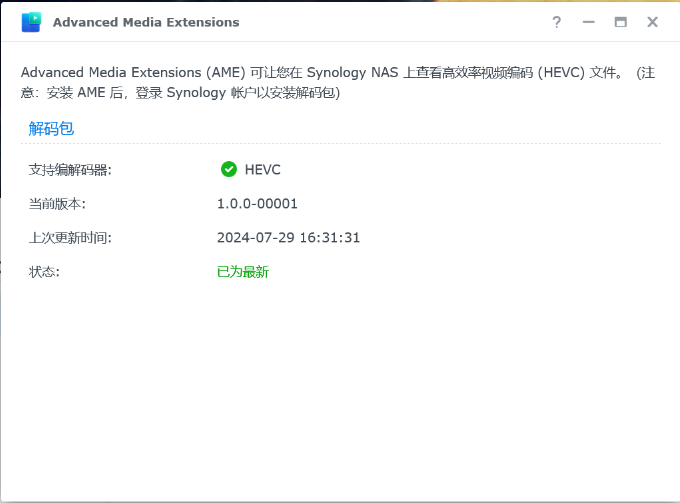 Advanced Media Extensions
Advanced Media Extensions (AME) 可让您在 Synology NAS 上查看高效率视频编码 (HEVC) 文件。 (注
意：安装 AME 后，登录 Synology 帐户以安装解码包)
解码包
支持编解码器: HEVC
当前版本: 1.0.0-00001
上次更新时间: 2024-07-29 16:31:31
状态: 已为最新